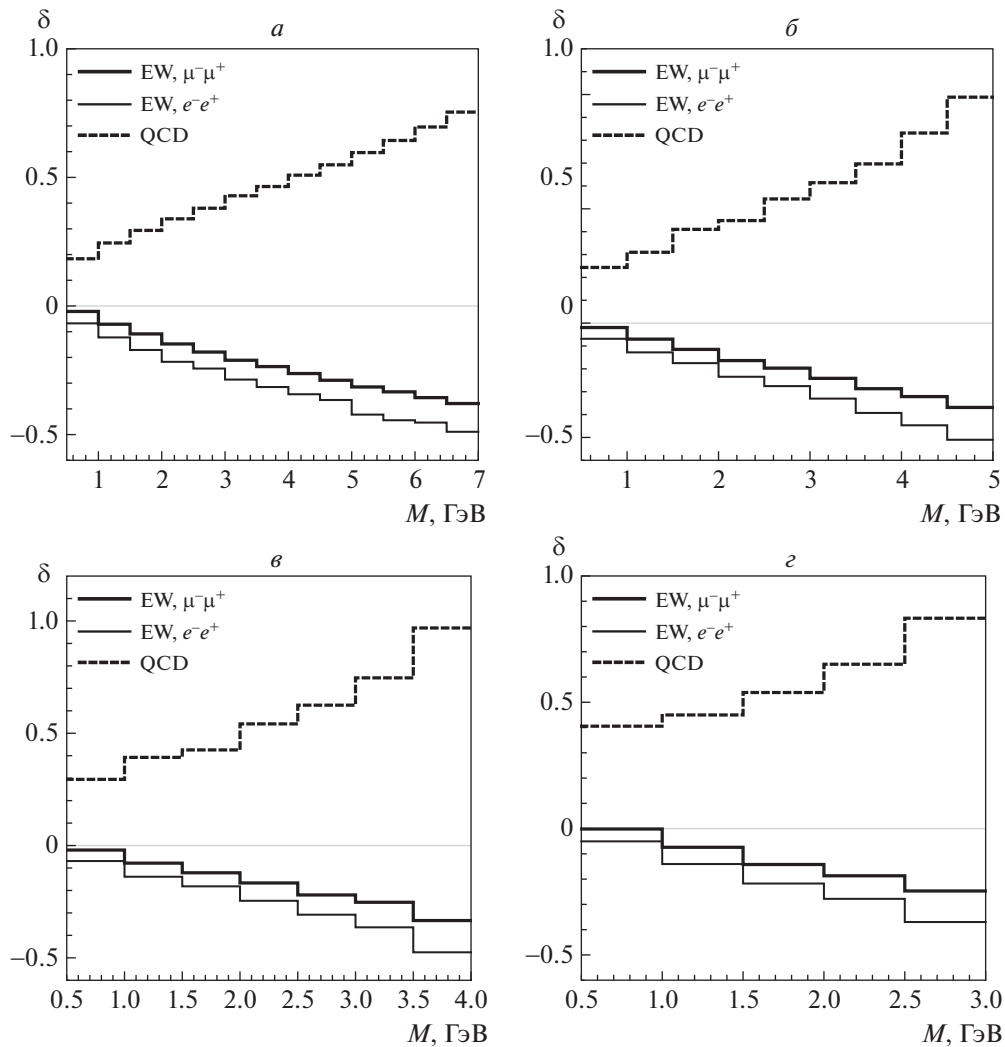 δ
а
1.0
EW, μ⁻μ⁺
EW, e⁻e⁺
QCD
0.5
0
–0.5
1 2 3 4 5 6 7
M, ГэВ
δ
б
1.0
EW, μ⁻μ⁺
EW, e⁻e⁺
QCD
0.5
0
–0.5
1 2 3 4 5
M, ГэВ
δ
в
EW, μ⁻μ⁺
1.0
EW, e⁻e⁺
QCD
0.5
0
–0.5
0.5 1.0 1.5 2.0 2.5 3.0 3.5 4.0
M, ГэВ
δ
г
1.0
EW, μ⁻μ⁺
EW, e⁻e⁺
QCD
0.5
0
–0.5
0.5 1.0 1.5 2.0 2.5 3.0
M, ГэВ